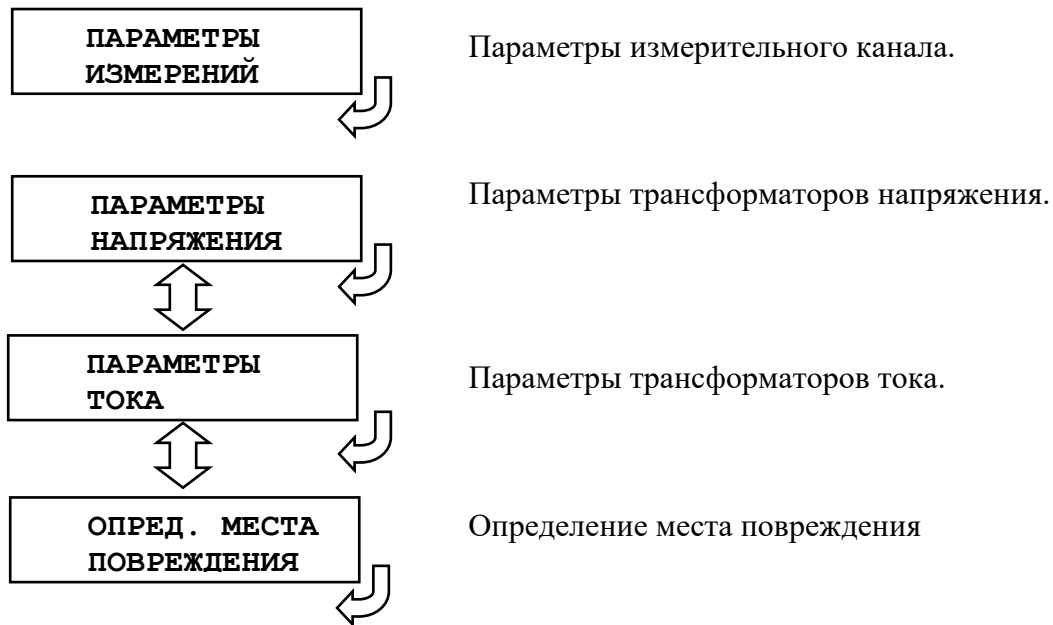 ПАРАМЕТРЫ
ИЗМЕРЕНИЙ
Параметры измерительного канала.
ПАРАМЕТРЫ
НАПРЯЖЕНИЯ
Параметры трансформаторов напряжения.
ПАРАМЕТРЫ
ТОКА
Параметры трансформаторов тока.
ОПРЕД. МЕСТА
ПОВРЕЖДЕНИЯ
Определение места повреждения